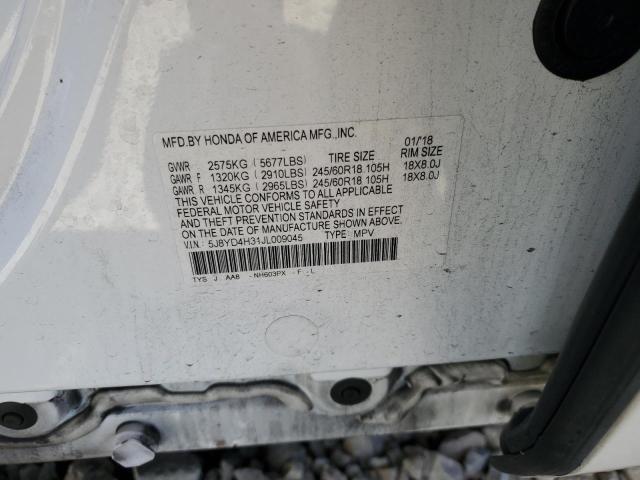 MFD.BY HONDA OF AMERICA MFG.,INC. 01/'18
GVWR 2575KG (5677LBS) TIRE SIZE RIM SIZE
GAWR F 1320KG (2910LBS) 245/60R18 105H 18X8.0J
GAWR R 1345KG (2965LBS) 245/60R18 105H 18X8.0J
THIS VEHICLE CONFORMS TO ALL APPLICABLE
FEDERAL MOTOR VEHICLE SAFETY
AND THEFT PREVENTION STANDARDS IN EFFECT
ON THE DATE OF MANUFACTURE SHOWN ABOVE.
V.I.N.: 5J8YD4H31JL009045 TYPE: MPV
TYS J AA8 -NH603PX -F -L